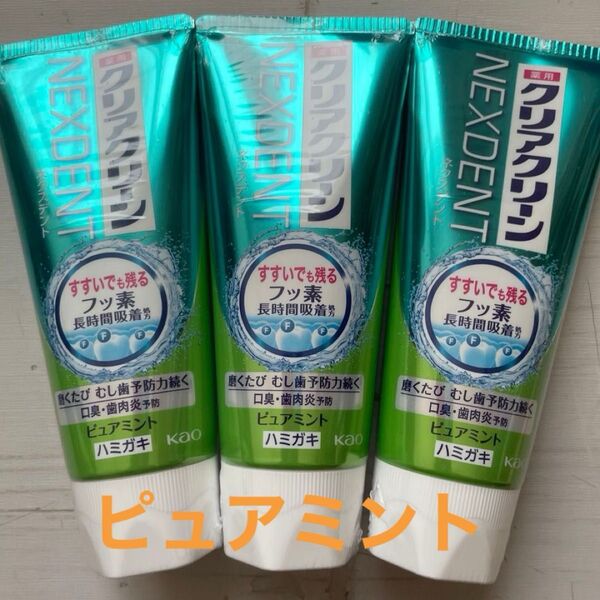 薬用
クリアクリーン
NEXDENT
ネクスデント
すすいでも残る
フッ素
長時間吸着処方
F F F
磨くたび むし歯予防力続く
口臭・歯肉炎予防
ピュアミント
ハミガキ
Kao
薬用
クリアクリーン
NEXDENT
ネクスデント
すすいでも残る
フッ素
長時間吸着処方
F F F
磨くたび むし歯予防力続く
口臭・歯肉炎予防
ピュアミント
ハミガキ
Kao
薬用
クリアクリーン
NEXDENT
ネクスデント
すすいでも残る
フッ素
長時間吸着処方
F F F
磨くたび むし歯予防力続く
口臭・歯肉炎予防
ピュアミント
ハミガキ
Kao
ピュアミント